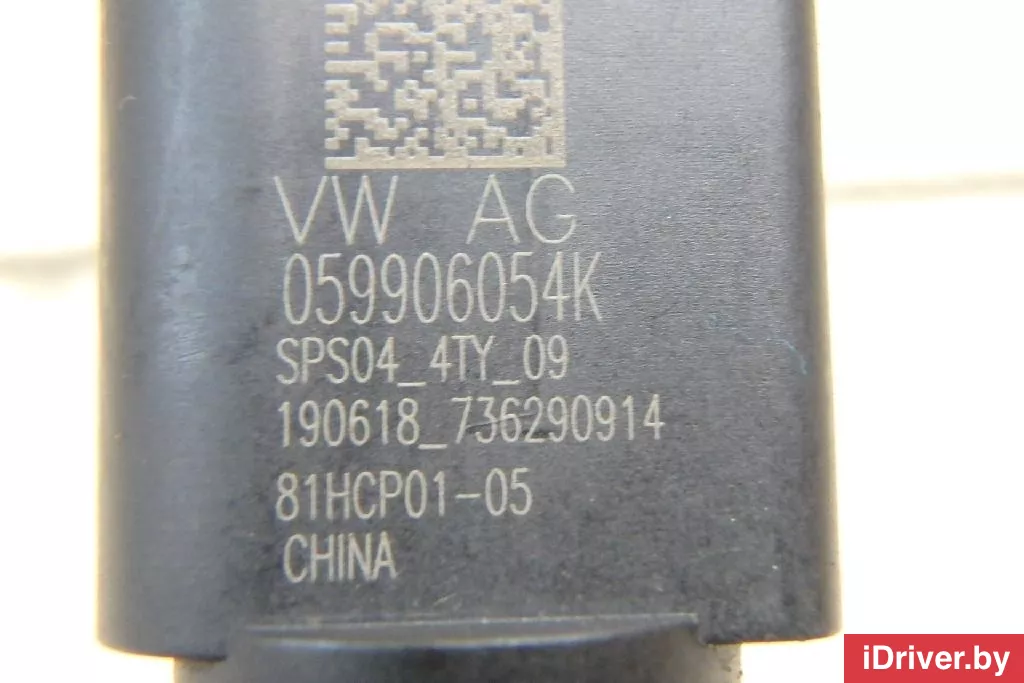 VW AG
059906054K
SPS04_4TY_09
190618_736290914
81HCP01-05
CHINA
iDriver.by